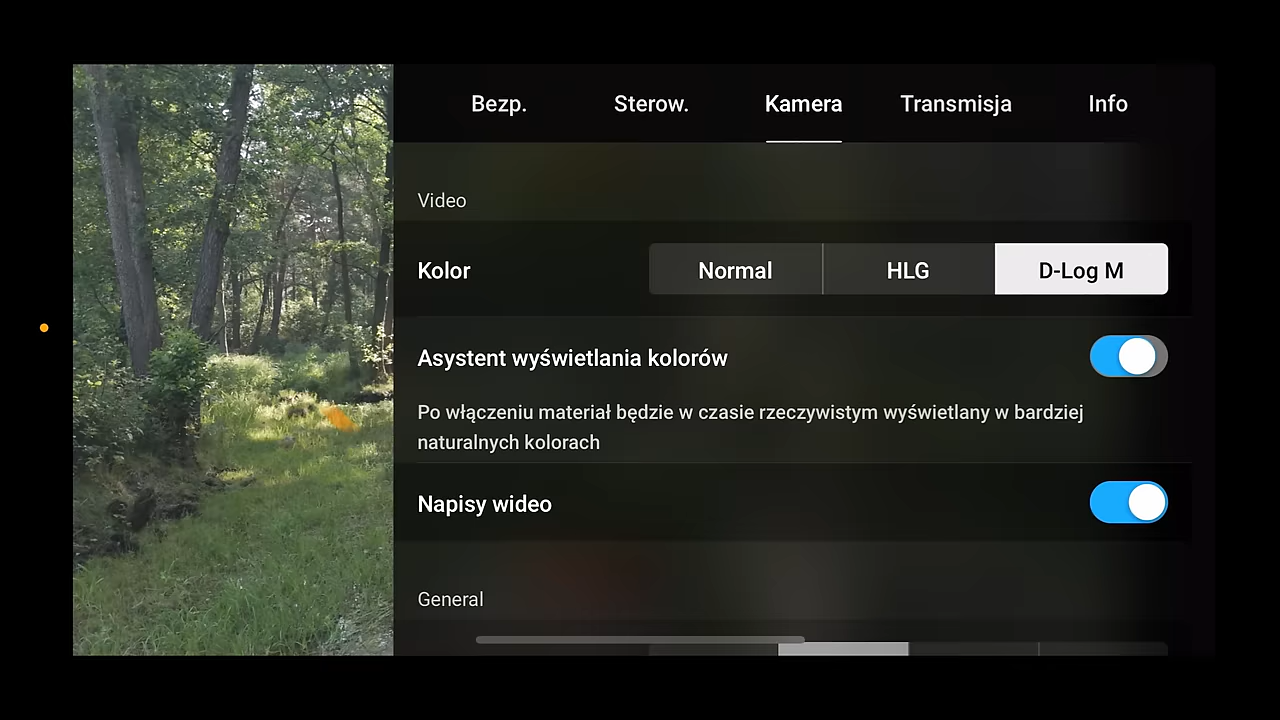 Bezp.
Sterow.
Kamera
Transmisja
Info
Video
Kolor
Normal
HLG
D-Log M
Asystent wyświetlania kolorów
Po włączeniu materiał będzie w czasie rzeczywistym wyświetlany w bardziej
naturalnych kolorach
Napisy wideo
General